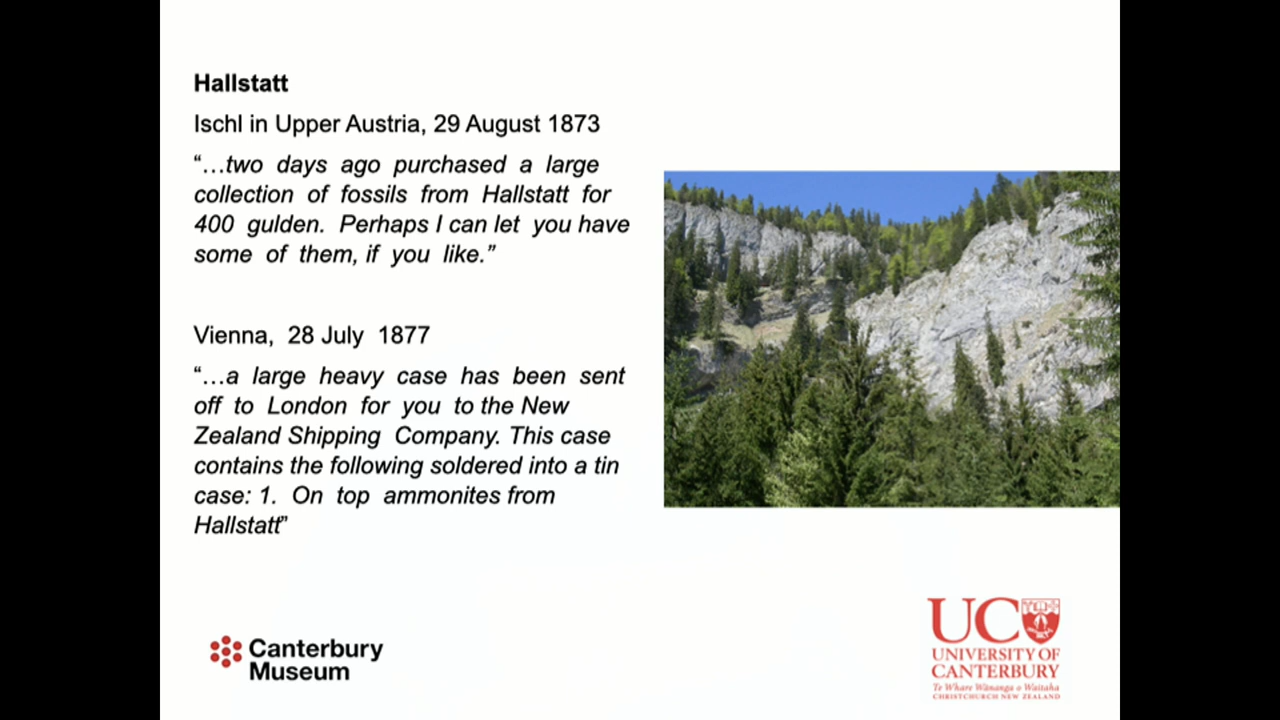 Hallstatt
Ischl in Upper Austria, 29 August 1873
“…two days ago purchased a large
collection of fossils from Hallstatt for
400 gulden. Perhaps I can let you have
some of them, if you like.”
Vienna, 28 July 1877
“…a large heavy case has been sent
off to London for you to the New
Zealand Shipping Company. This case
contains the following soldered into a tin
case: 1. On top ammonites from
Hallstatt”
Canterbury
Museum
UC
UNIVERSITY OF
CANTERBURY
Te Whare Wānanga o Waitaha
CHRISTCHURCH NEW ZEALAND